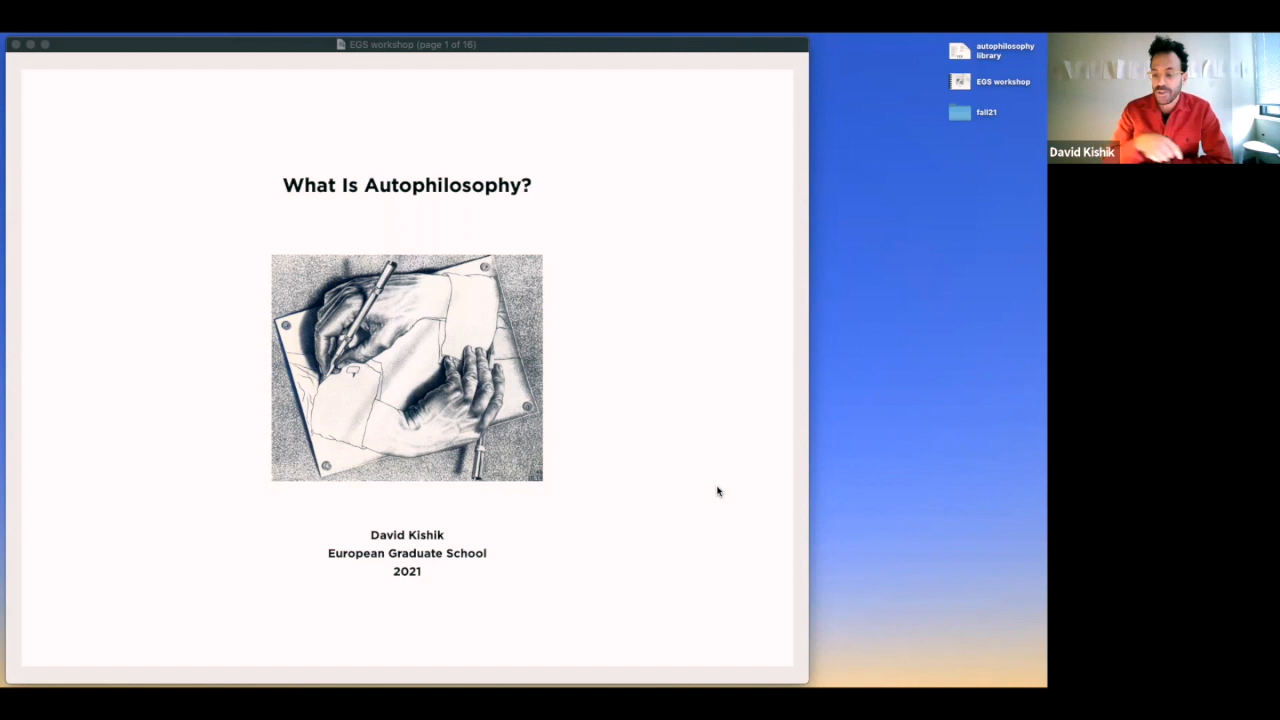 EGS workshop (page 1 of 16)
What Is Autophilosophy?
David Kishik
European Graduate School
2021
autophilosophy
library
EGS workshop
fall21
David Kishik